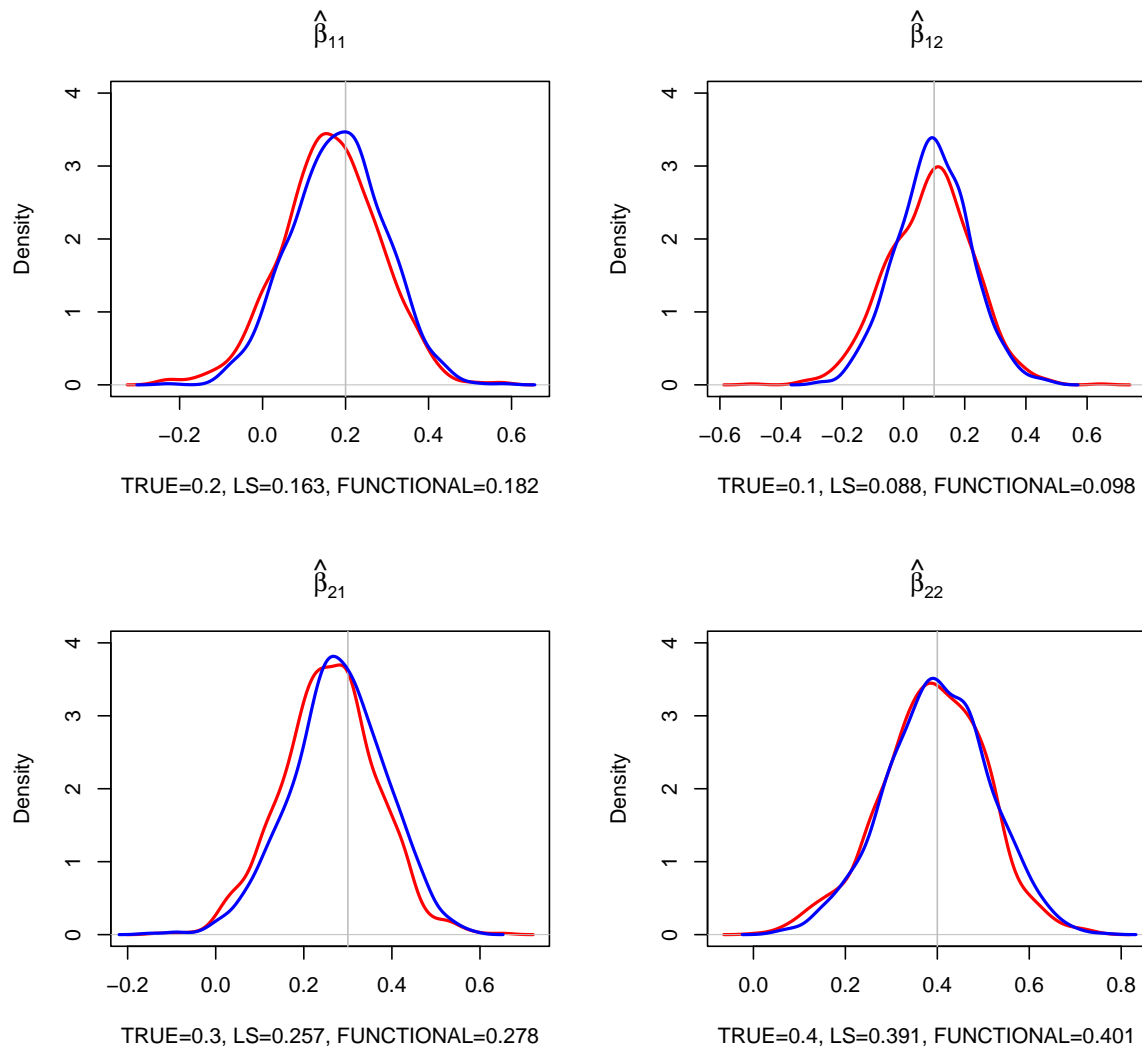 β̂11
β̂12
4
3
2
1
0
Density
−0.2 0.0 0.2 0.4 0.6
TRUE=0.2, LS=0.163, FUNCTIONAL=0.182
4
3
2
1
0
Density
−0.6 −0.4 −0.2 0.0 0.2 0.4 0.6
TRUE=0.1, LS=0.088, FUNCTIONAL=0.098
β̂21
β̂22
4
3
2
1
0
Density
−0.2 0.0 0.2 0.4 0.6
TRUE=0.3, LS=0.257, FUNCTIONAL=0.278
4
3
2
1
0
Density
0.0 0.2 0.4 0.6 0.8
TRUE=0.4, LS=0.391, FUNCTIONAL=0.401